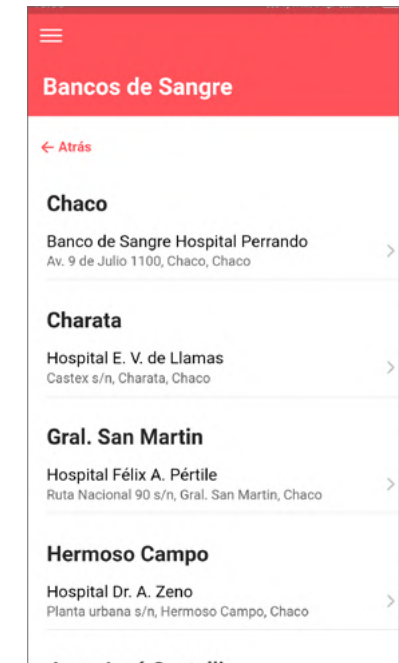 Bancos de Sangre
← Atrás
Chaco
Banco de Sangre Hospital Perrando
Av. 9 de Julio 1100, Chaco, Chaco
Charata
Hospital E. V. de Llamas
Castex s/n, Charata, Chaco
Gral. San Martin
Hospital Félix A. Pértile
Ruta Nacional 90 s/n, Gral. San Martin, Chaco
Hermoso Campo
Hospital Dr. A. Zeno
Planta urbana s/n, Hermoso Campo, Chaco